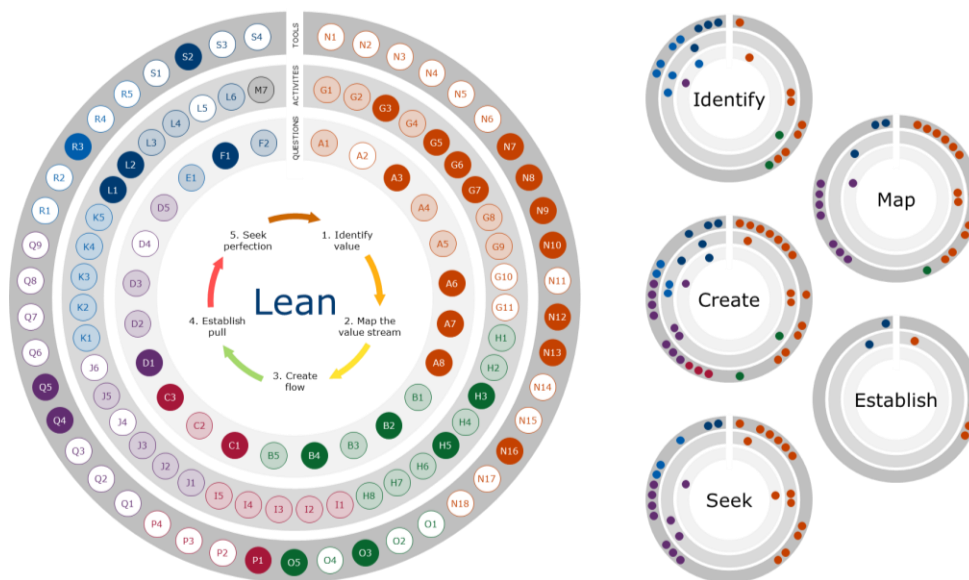 TOOLS
ACTIVITES
QUESTIONS
N1
N2
N3
N4
N5
N6
N7
N8
N9
N10
N11
N12
N13
N14
N15
N16
N17
N18
O1
O2
O3
O4
O5
P1
P2
P3
P4
Q1
Q2
Q3
Q4
Q5
Q6
Q7
Q8
Q9
R1
R2
R3
R4
R5
S1
S2
S3
S4
G1
G2
G3
G4
G5
G6
G7
G8
G9
G10
G11
H1
H2
H3
H4
H5
H6
H7
H8
I1
I2
I3
I4
I5
J1
J2
J3
J4
J5
J6
K1
K2
K3
K4
K5
L1
L2
L3
L4
L5
L6
M7
A1
A2
A3
A4
A5
A6
A7
A8
B1
B2
B3
B4
B5
C1
C2
C3
D1
D2
D3
D4
D5
E1
F1
F2
Lean
1. Identify
value
2. Map the
value stream
3. Create
flow
4. Establish
pull
5. Seek
perfection
Identify
Map
Create
Establish
Seek